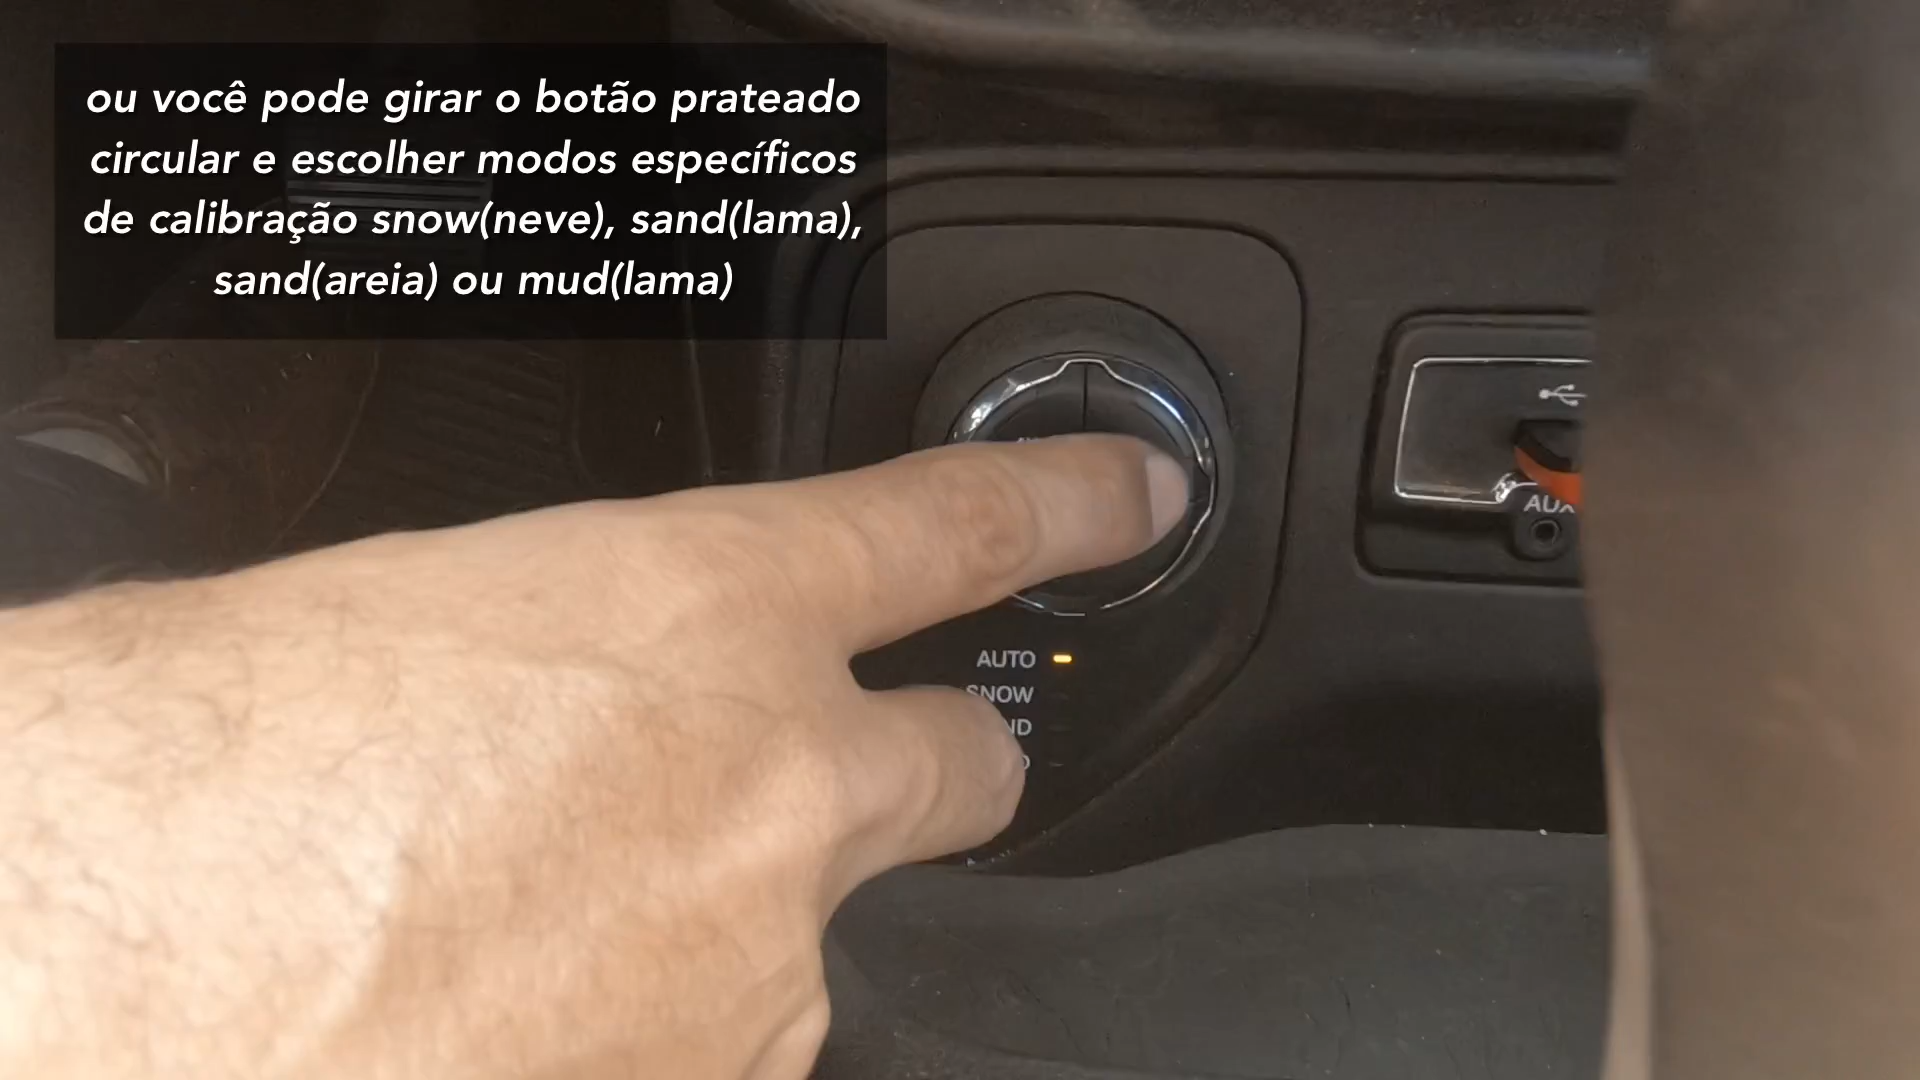 ou você pode girar o botão prateado
circular e escolher modos específicos
de calibração snow(neve), sand(lama),
sand(areia) ou mud(lama)
AUTO
SNOW